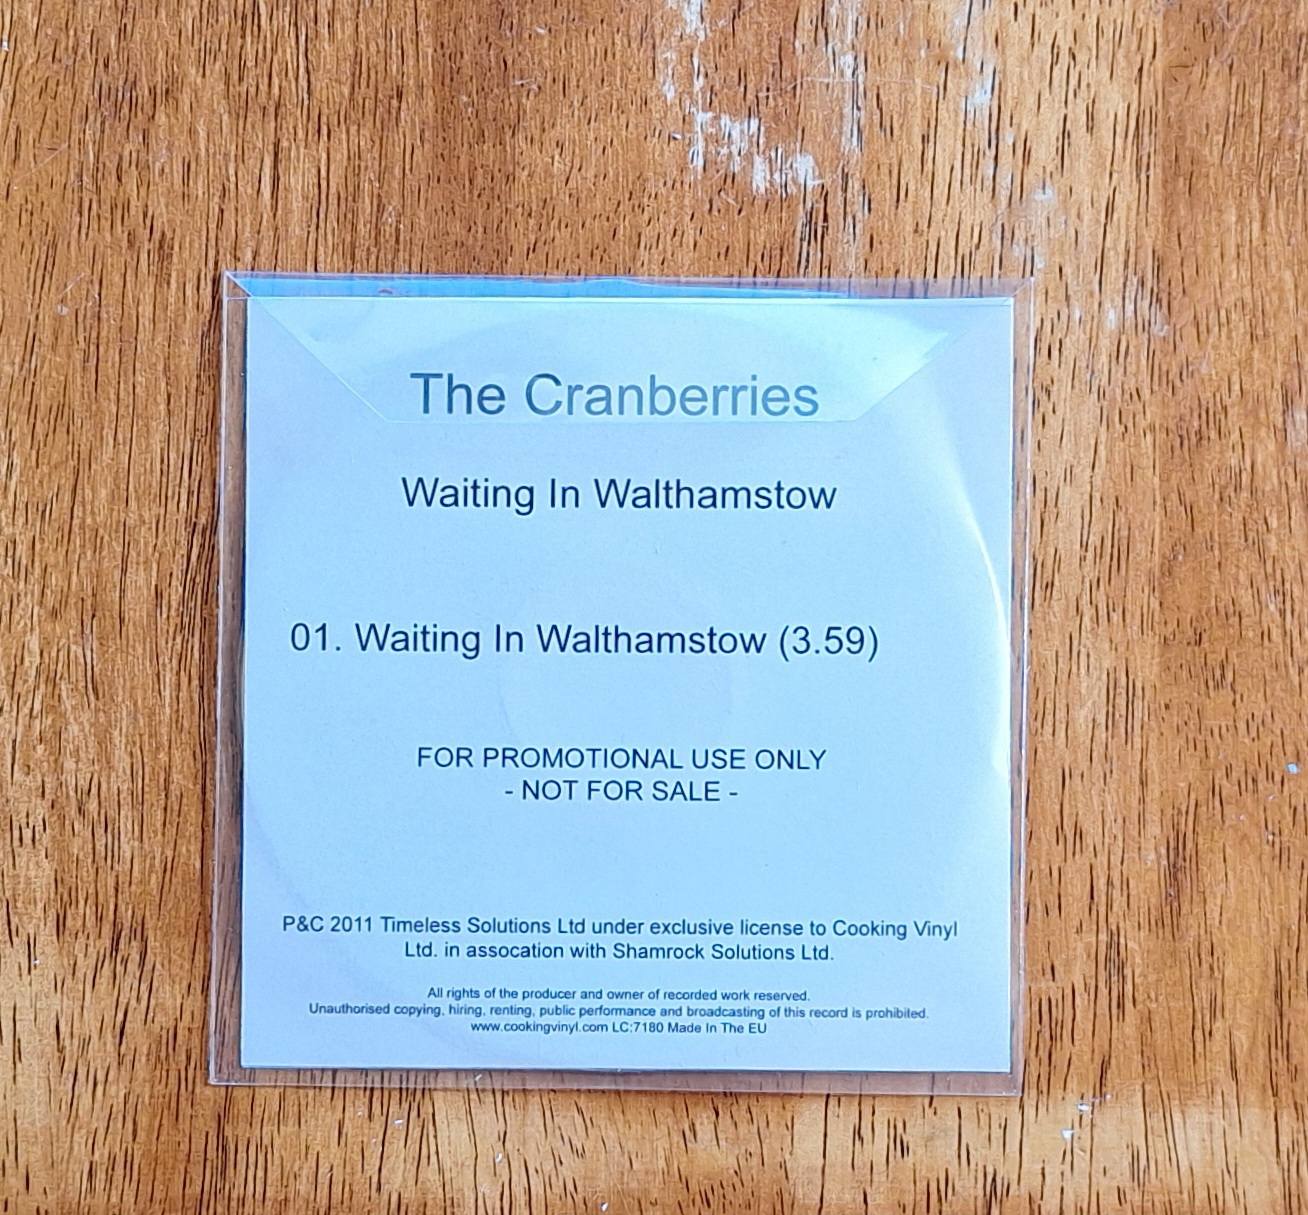 The Cranberries
Waiting In Walthamstow
01. Waiting In Walthamstow (3.59)
FOR PROMOTIONAL USE ONLY
- NOT FOR SALE -
P&C 2011 Timeless Solutions Ltd under exclusive license to Cooking Vinyl
Ltd. in assocation with Shamrock Solutions Ltd.
All rights of the producer and owner of recorded work reserved.
Unauthorised copying, hiring, renting, public performance and broadcasting of this record is prohibited.
www.cookingvinyl.com LC:7180 Made In The EU